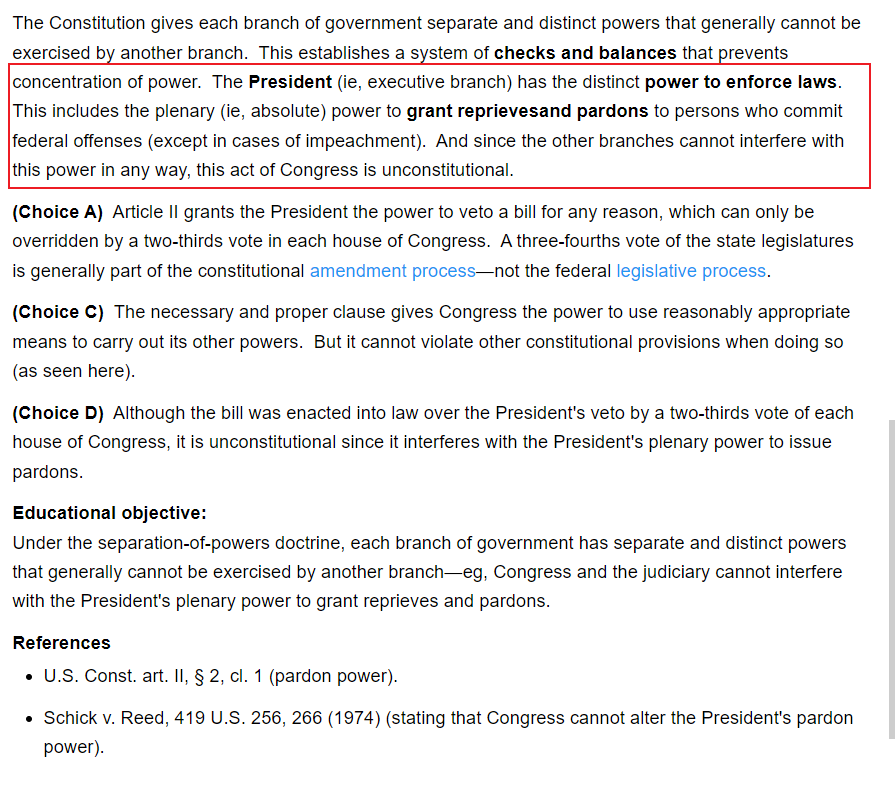 The Constitution gives each branch of government separate and distinct powers that generally cannot be
exercised by another branch.  This establishes a system of checks and balances that prevents
concentration of power.  The President (ie, executive branch) has the distinct power to enforce laws.
This includes the plenary (ie, absolute) power to grant reprievesand pardons to persons who commit
federal offenses (except in cases of impeachment).  And since the other branches cannot interfere with
this power in any way, this act of Congress is unconstitutional.
(Choice A)  Article II grants the President the power to veto a bill for any reason, which can only be
overridden by a two-thirds vote in each house of Congress.  A three-fourths vote of the state legislatures
is generally part of the constitutional amendment process—not the federal legislative process.
(Choice C)  The necessary and proper clause gives Congress the power to use reasonably appropriate
means to carry out its other powers.  But it cannot violate other constitutional provisions when doing so
(as seen here).
(Choice D)  Although the bill was enacted into law over the President's veto by a two-thirds vote of each
house of Congress, it is unconstitutional since it interferes with the President's plenary power to issue
pardons.
Educational objective:
Under the separation-of-powers doctrine, each branch of government has separate and distinct powers
that generally cannot be exercised by another branch—eg, Congress and the judiciary cannot interfere
with the President's plenary power to grant reprieves and pardons.
References
• U.S. Const. art. II, § 2, cl. 1 (pardon power).
• Schick v. Reed, 419 U.S. 256, 266 (1974) (stating that Congress cannot alter the President's pardon
power).